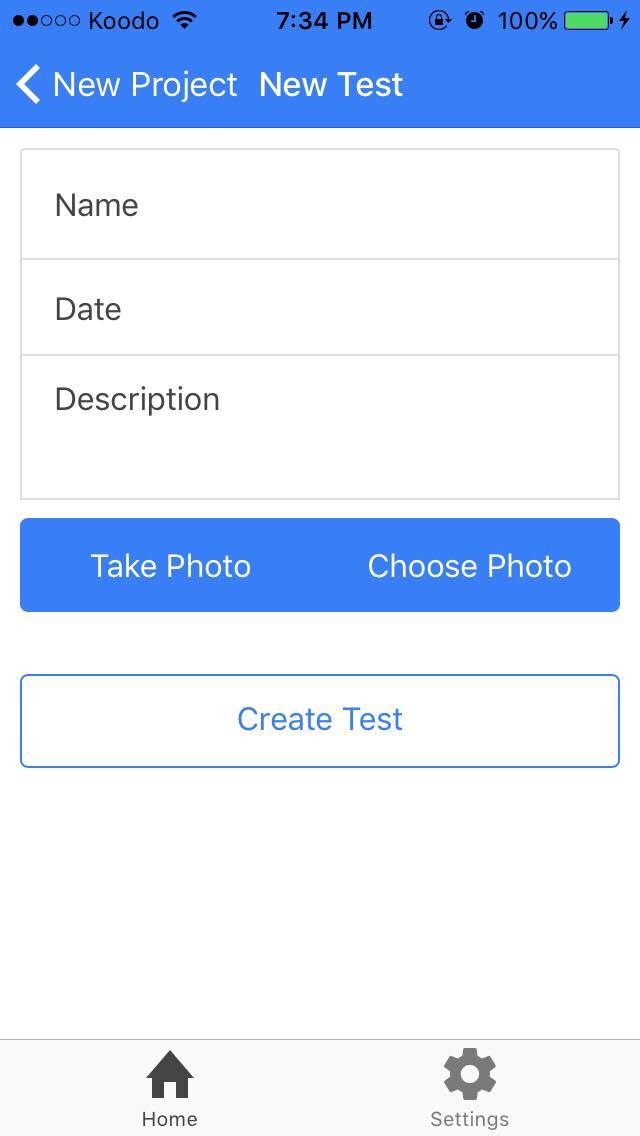 Koodo 7:34 PM 100%
New Project New Test
Name
Date
Description
Take Photo Choose Photo
Create Test
Home Settings